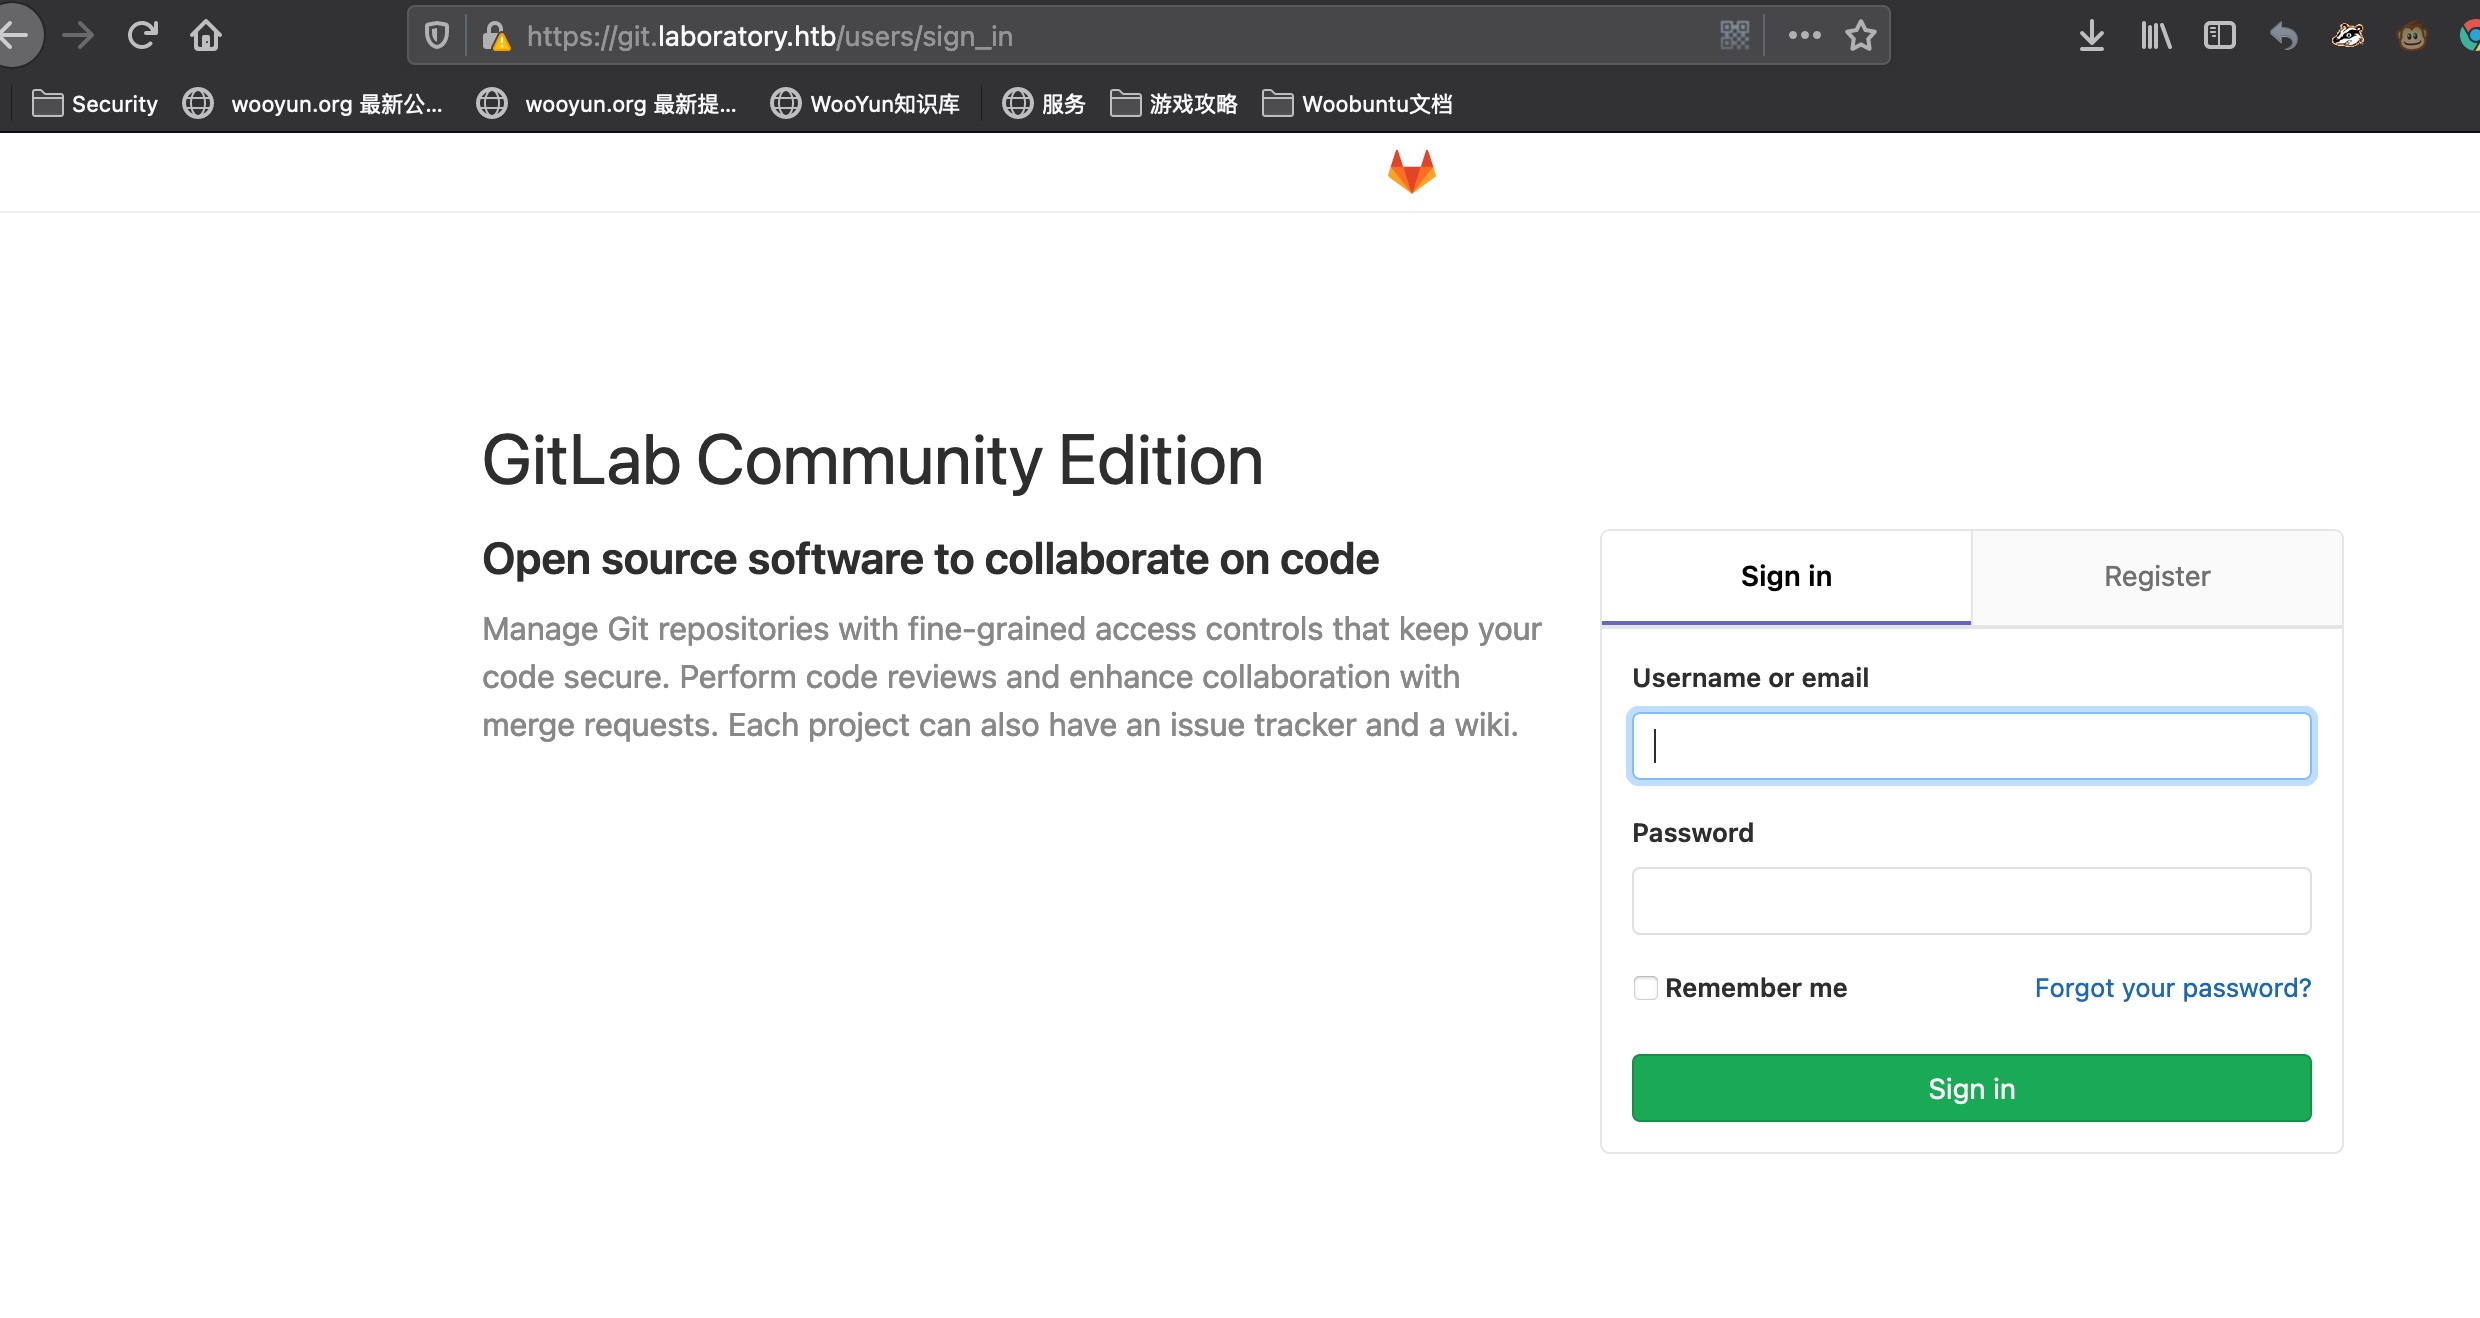 https://git.laboratory.htb/users/sign_in
Security
wooyun.org 最新公...
wooyun.org 最新提...
WooYun知识库
服务
游戏攻略
Woobuntu文档
GitLab Community Edition
Open source software to collaborate on code
Manage Git repositories with fine-grained access controls that keep your
code secure. Perform code reviews and enhance collaboration with
merge requests. Each project can also have an issue tracker and a wiki.
Sign in
Register
Username or email
Password
Remember me
Forgot your password?
Sign in